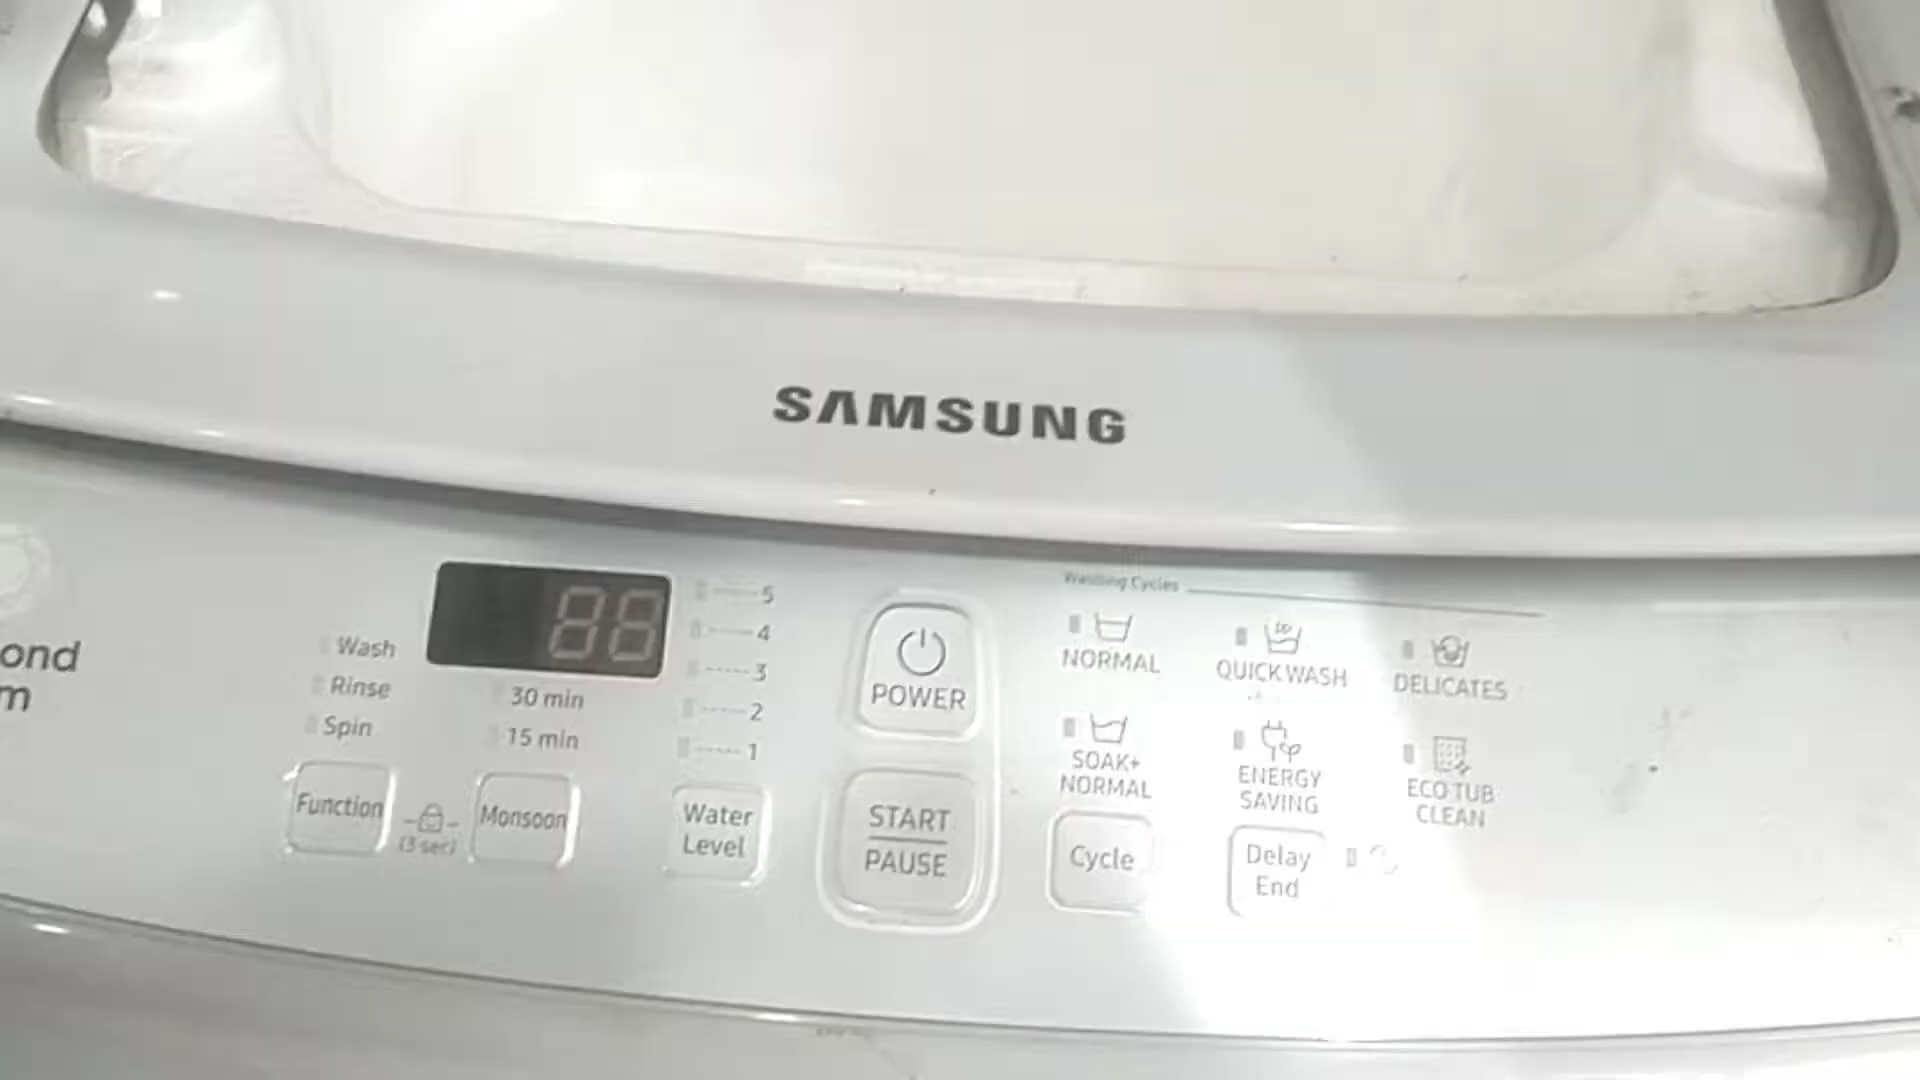 SAMSUNG
ond
m
Wash
Rinse
Spin
88
30 min
15 min
5
4
3
2
1
Function
(3 sec)
Monsoon
Water
Level
POWER
START
PAUSE
Washing Cycles
NORMAL
QUICK WASH
DELICATES
SOAK+
NORMAL
ENERGY
SAVING
ECO TUB
CLEAN
Cycle
Delay
End